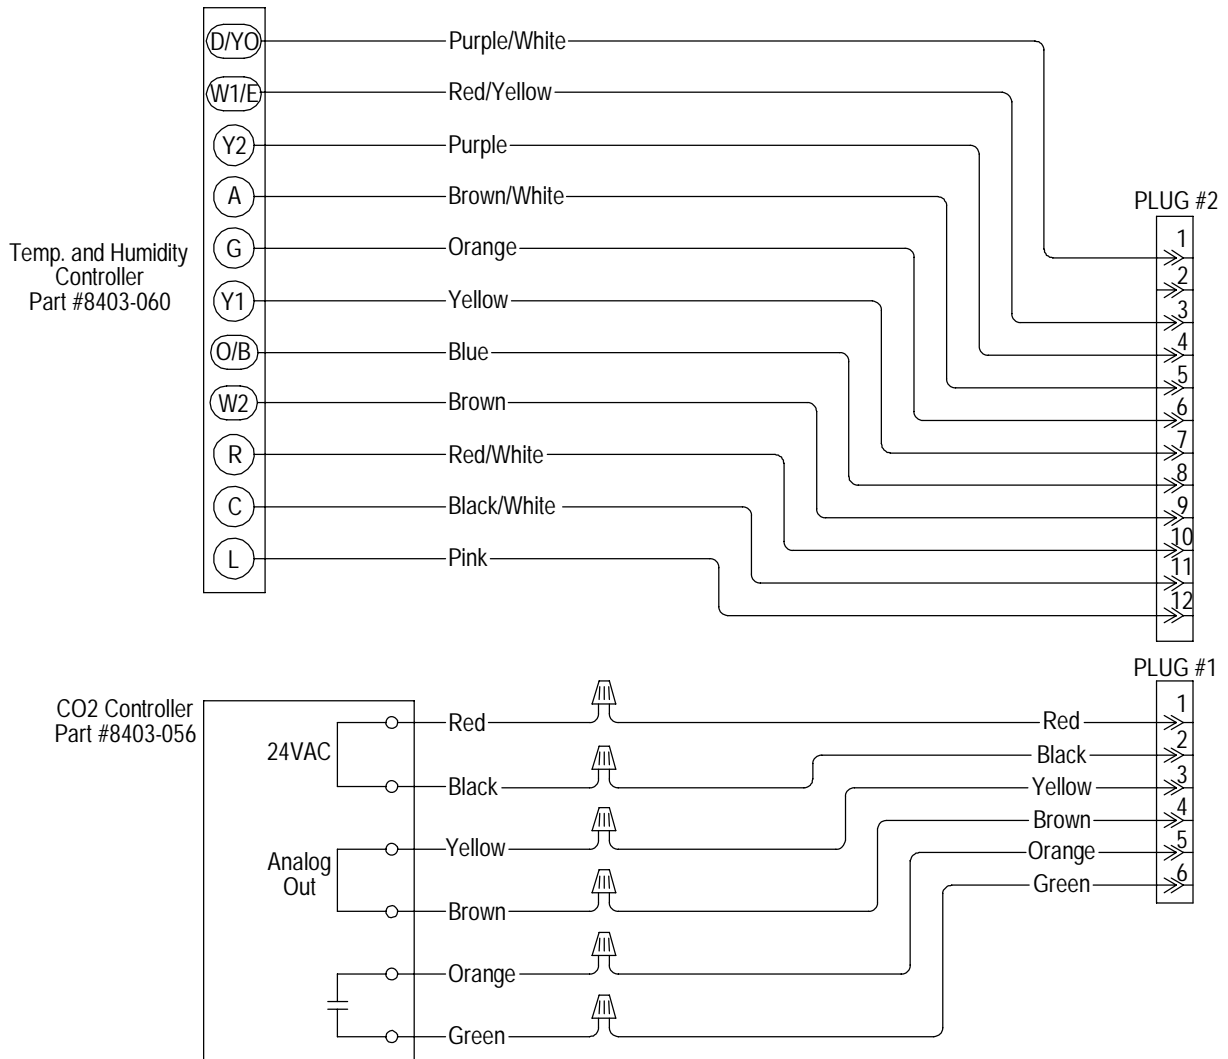 D/YO
Purple/White
W1/E
Red/Yellow
Y2
Purple
A
Brown/White
G
Orange
Y1
Yellow
O/B
Blue
W2
Brown
R
Red/White
C
Black/White
L
Pink
Temp. and Humidity
Controller
Part #8403-060
PLUG #2
1
2
3
4
5
6
7
8
9
10
11
12
CO2 Controller
Part #8403-056
24VAC
Analog
Out
Red
Black
Yellow
Brown
Orange
Green
PLUG #1
Red
1
Black
2
Yellow
3
Brown
4
Orange
5
Green
6